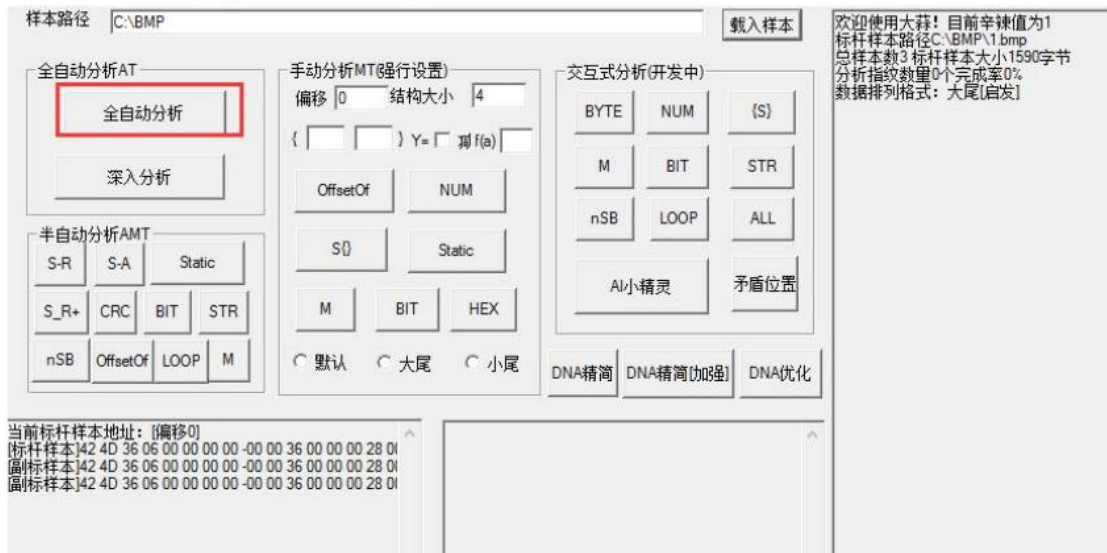 样本路径 C:\BMP 载入样本
全自动分析AT
全自动分析
深入分析
半自动分析AMT
S-R S-A Static
S_R+ CRC BIT STR
nSB OffsetOf LOOP M
手动分析MT(强行设置)
偏移 0 结构大小 4
{ } Y= f(a)
OffsetOf NUM
S{} Static
M BIT HEX
默认 大尾 小尾
交互式分析(开发中)
BYTE NUM {S}
M BIT STR
nSB LOOP ALL
AI小精灵 矛盾位置
DNA精简 DNA精简[加强] DNA优化
欢迎使用大蒜！目前辛辣值为1
标杆样本路径C:\BMP\1.bmp
总样本数3 标杆样本大小1590字节
分析指纹数量0个完成率0%
数据排列格式：大尾[启发]
当前标杆样本地址：[偏移0]
[标杆样本]42 4D 36 06 00 00 00 00 -00 00 36 00 00 00 28 0
[副标样本]42 4D 36 06 00 00 00 00 -00 00 36 00 00 00 28 0
[副标样本]42 4D 36 06 00 00 00 00 -00 00 36 00 00 00 28 0